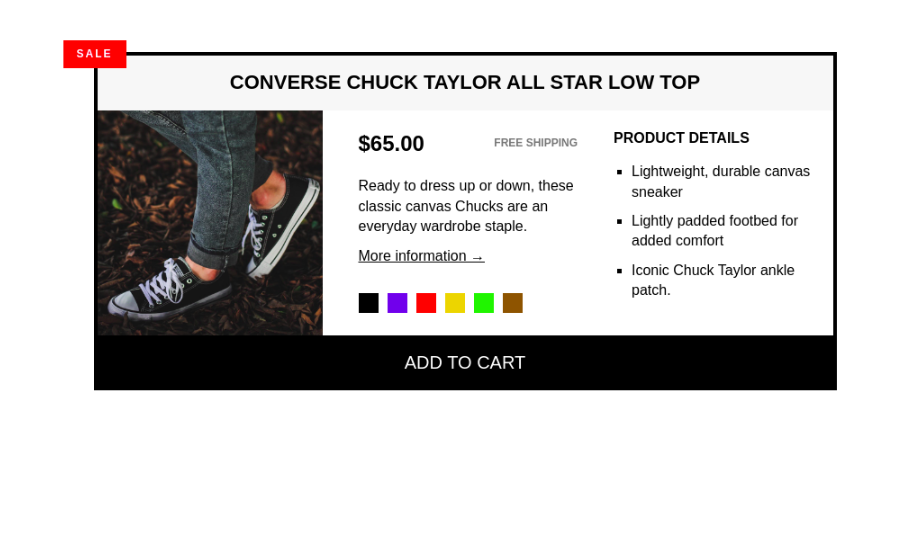 SALE
CONVERSE CHUCK TAYLOR ALL STAR LOW TOP
$65.00
FREE SHIPPING
Ready to dress up or down, these
classic canvas Chucks are an
everyday wardrobe staple.
More information →
PRODUCT DETAILS
Lightweight, durable canvas
sneaker
Lightly padded footbed for
added comfort
Iconic Chuck Taylor ankle
patch.
ADD TO CART